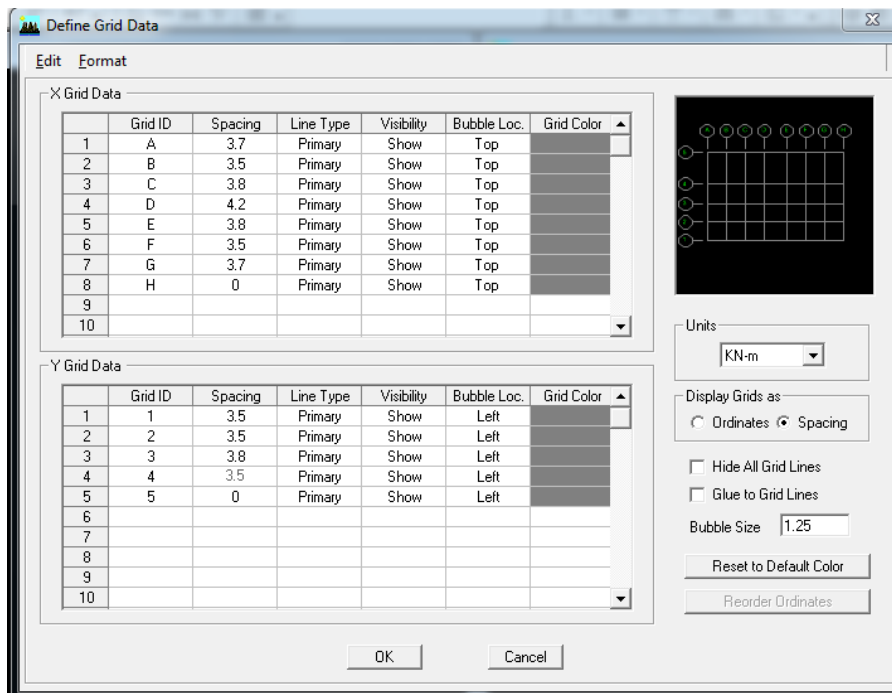 Define Grid Data
Edit Format
X Grid Data
Grid ID Spacing Line Type Visibility Bubble Loc. Grid Color
1 A 3.7 Primary Show Top
2 B 3.5 Primary Show Top
3 C 3.8 Primary Show Top
4 D 4.2 Primary Show Top
5 E 3.8 Primary Show Top
6 F 3.5 Primary Show Top
7 G 3.7 Primary Show Top
8 H 0 Primary Show Top
9
10
Y Grid Data
Grid ID Spacing Line Type Visibility Bubble Loc. Grid Color
1 1 3.5 Primary Show Left
2 2 3.5 Primary Show Left
3 3 3.8 Primary Show Left
4 4 3.5 Primary Show Left
5 5 0 Primary Show Left
6
7
8
9
10
Units
KN-m
Display Grids as
Ordinates Spacing
Hide All Grid Lines
Glue to Grid Lines
Bubble Size 1.25
Reset to Default Color
Reorder Ordinates
OK Cancel